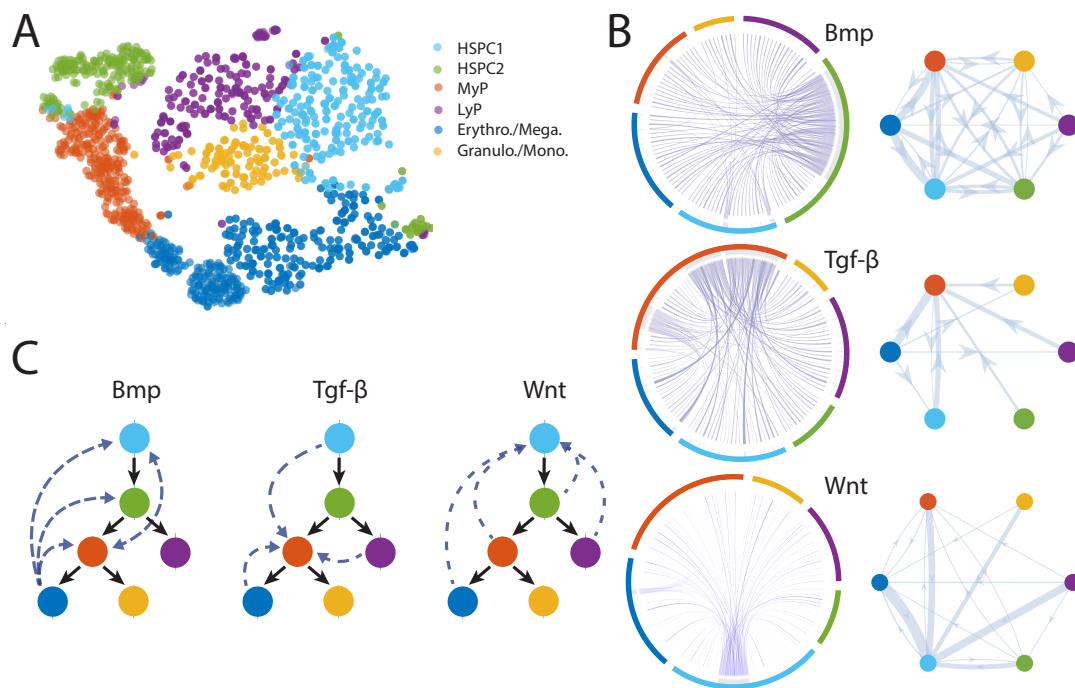 A
HSPC1
HSPC2
MyP
LyP
Erythro./Mega.
Granulo./Mono.
B
Bmp
Tgf-β
Wnt
C
Bmp
Tgf-β
Wnt